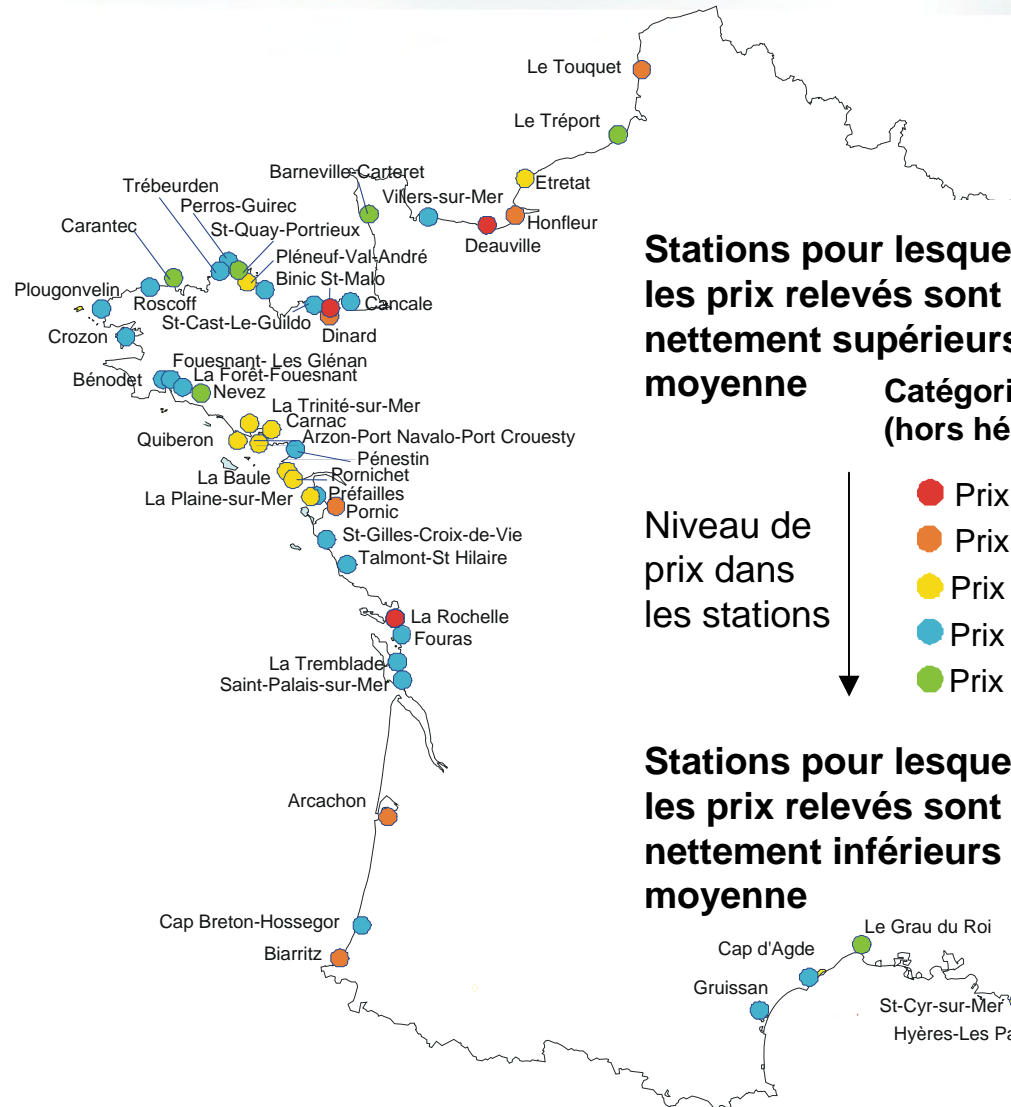 Le Touquet
Le Tréport
Barneville-Carteret
Etretat
Trébeurden
Villers-sur-Mer
Perros-Guirec
Honfleur
Carantec
St-Quay-Portrieux
Deauville
Pléneuf-Val-André
Binic St-Malo
Plougonvelin
Roscoff
Cancale
St-Cast-Le-Guildo
Crozon
Dinard
Fouesnant- Les Glénan
Bénodet
La Forêt-Fouesnant
Nevez
La Trinité-sur-Mer
Carnac
Quiberon
Arzon-Port Navalo-Port Crouesty
Pénestin
La Baule
Pornichet
La Plaine-sur-Mer
Préfailles
Pornic
St-Gilles-Croix-de-Vie
Talmont-St Hilaire
La Rochelle
Fouras
La Tremblade
Saint-Palais-sur-Mer
Arcachon
Cap Breton-Hossegor
Biarritz
Stations pour lesque
les prix relevés sont
nettement supérieurs
moyenne
Catégori
(hors hé
Niveau de
prix dans
les stations
Prix
Prix
Prix
Prix
Prix
Stations pour lesque
les prix relevés sont
nettement inférieurs
moyenne
Le Grau du Roi
Cap d'Agde
Gruissan
St-Cyr-sur-Mer
Hyères-Les Pa